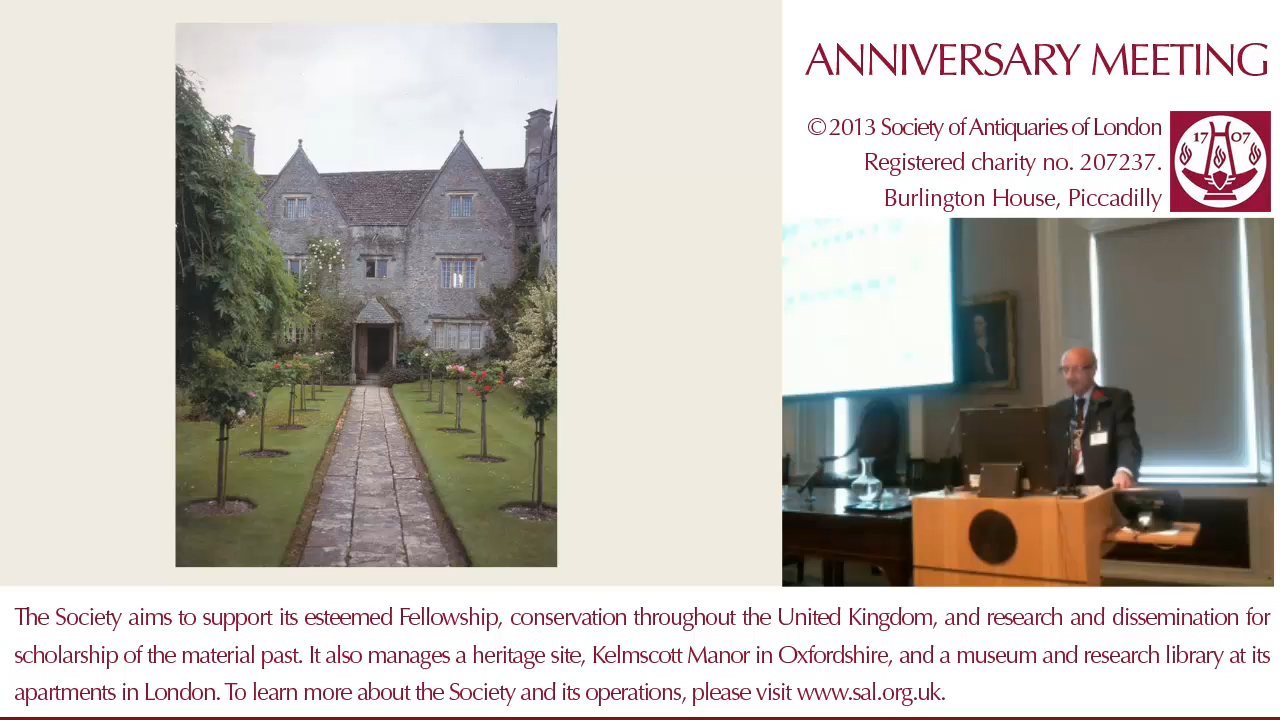 ANNIVERSARY MEETING
© 2013 Society of Antiquaries of London
Registered charity no. 207237.
Burlington House, Piccadilly
17 07
The Society aims to support its esteemed Fellowship, conservation throughout the United Kingdom, and research and dissemination for
scholarship of the material past. It also manages a heritage site, Kelmscott Manor in Oxfordshire, and a museum and research library at its
apartments in London. To learn more about the Society and its operations, please visit www.sal.org.uk.